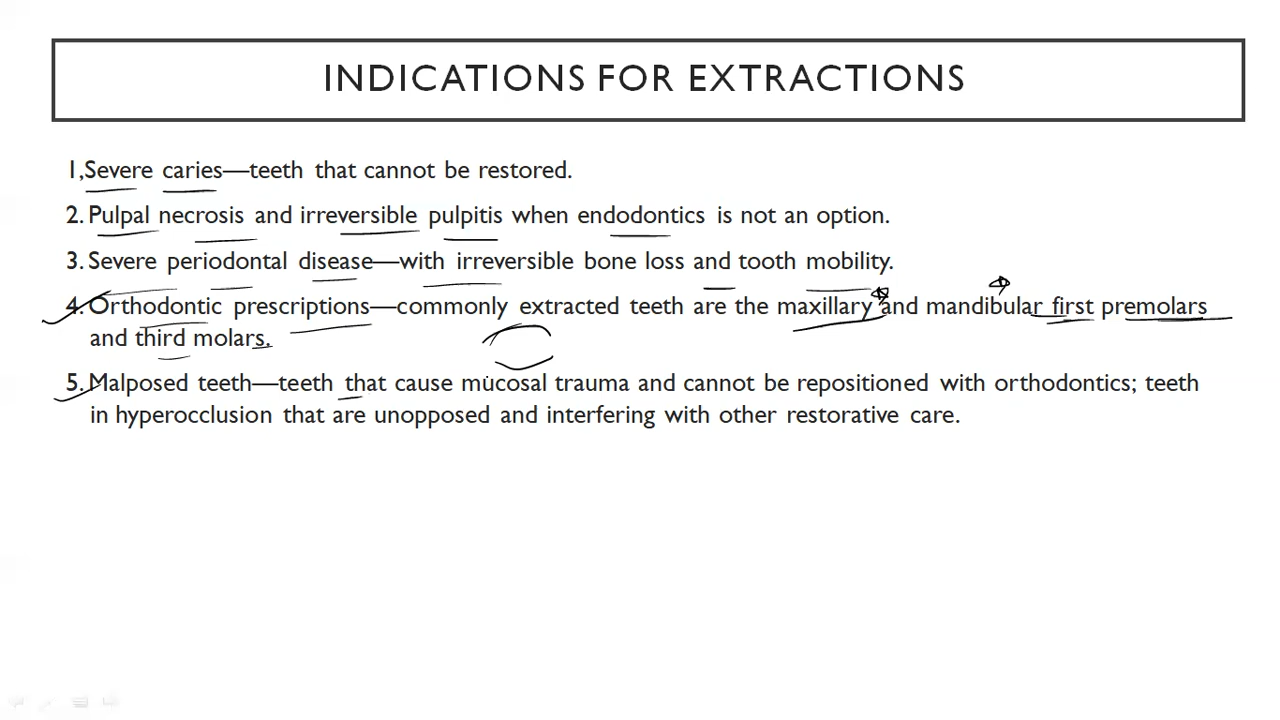 INDICATIONS FOR EXTRACTIONS
1,Severe caries—teeth that cannot be restored.
2. Pulpal necrosis and irreversible pulpitis when endodontics is not an option.
3. Severe periodontal disease—with irreversible bone loss and tooth mobility.
4. Orthodontic prescriptions—commonly extracted teeth are the maxillary and mandibular first premolars
and third molars.
5. Malposed teeth—teeth that cause mucosal trauma and cannot be repositioned with orthodontics; teeth
in hyperocclusion that are unopposed and interfering with other restorative care.